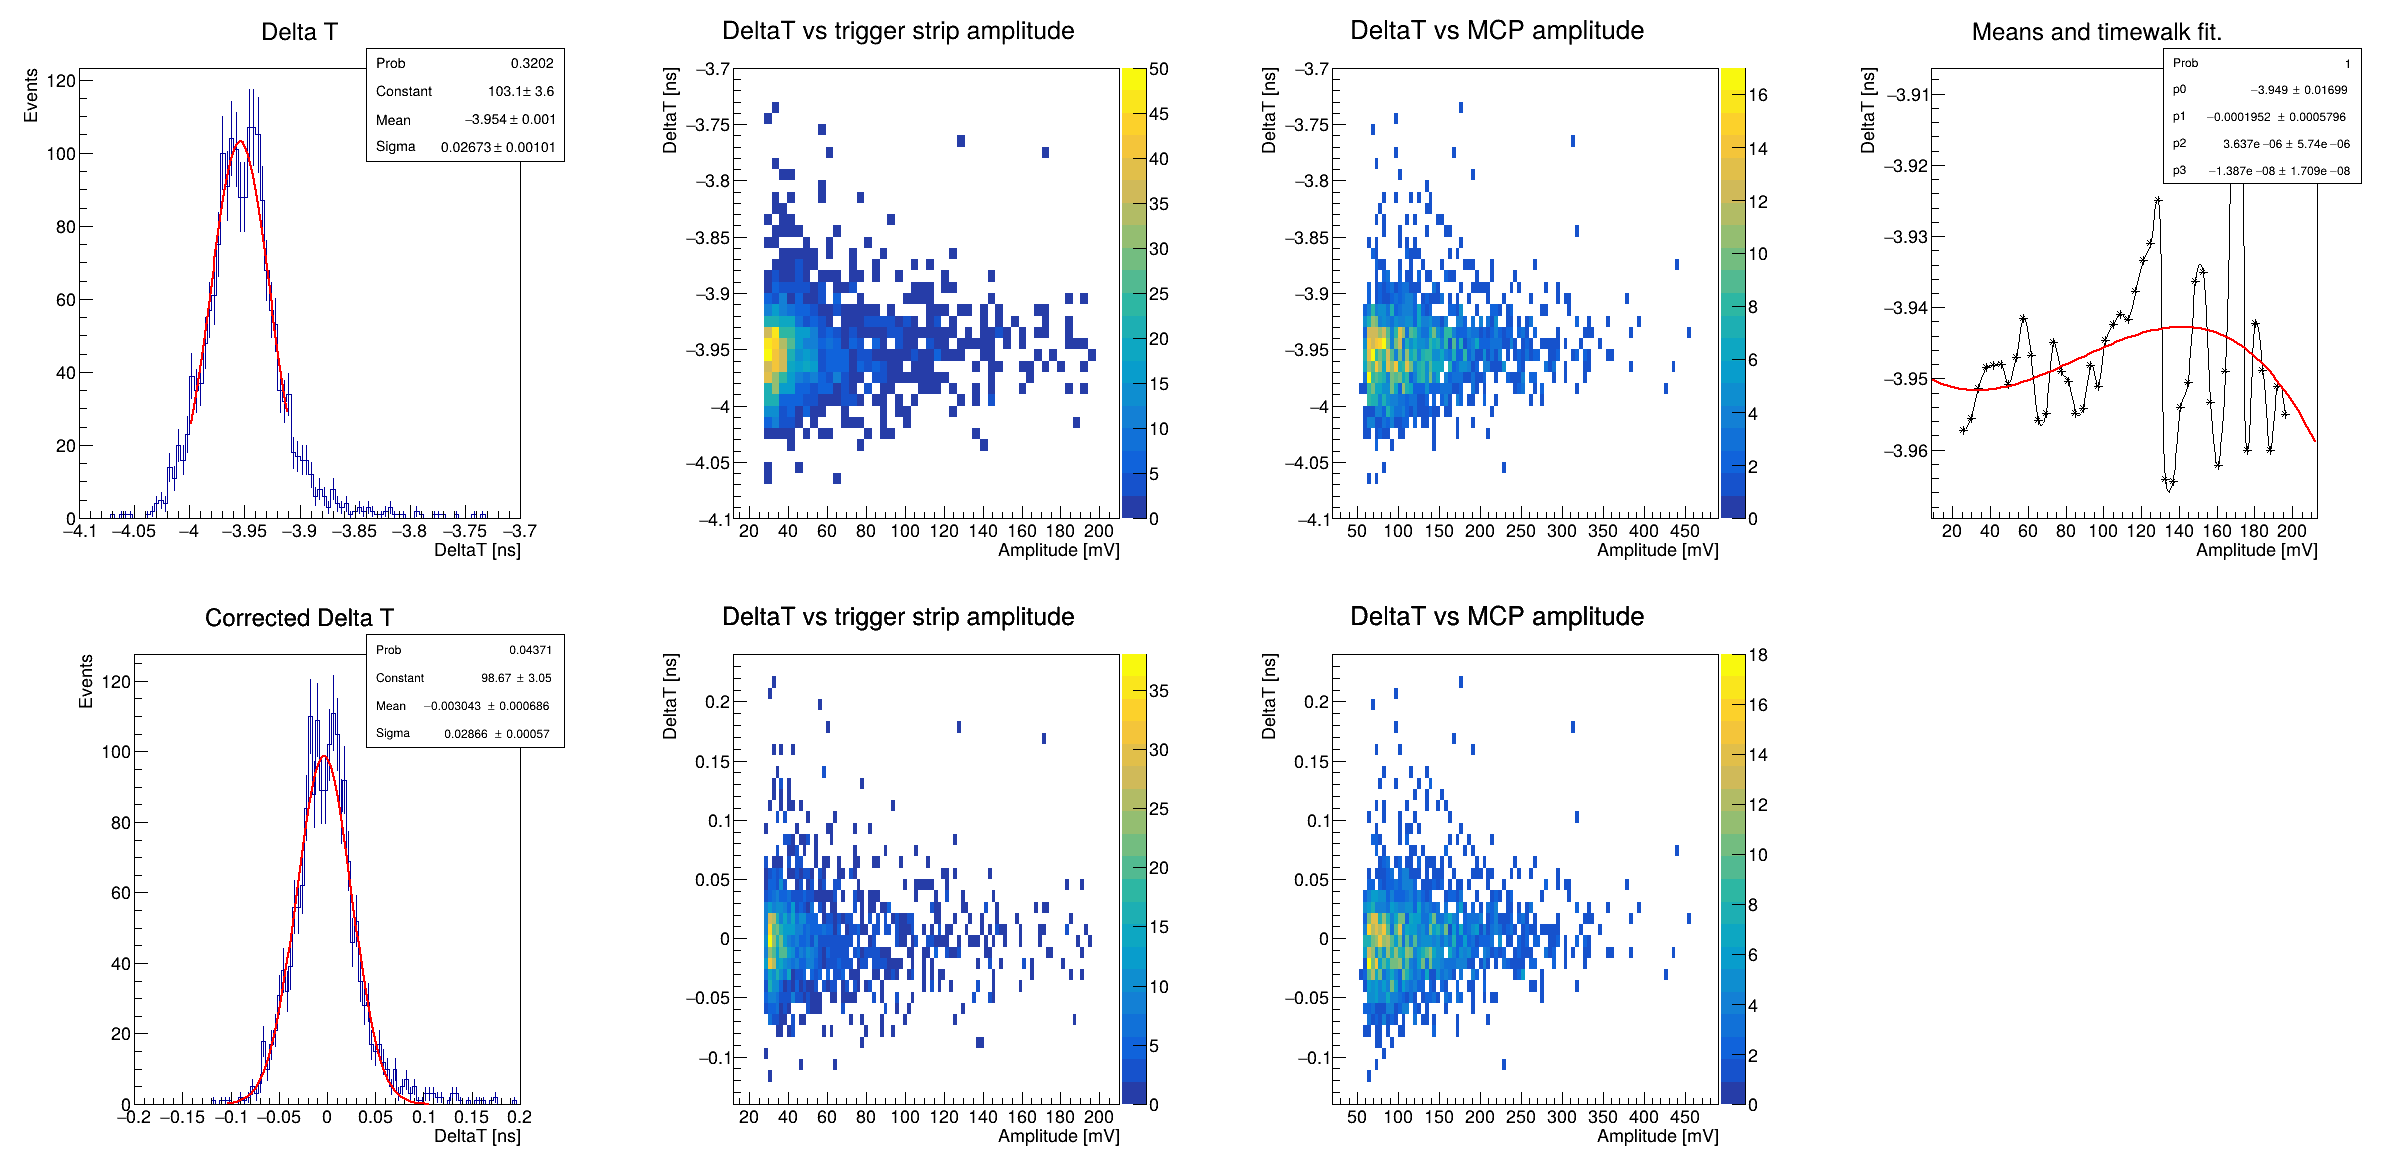 Delta T
Events
120
100
80
60
40
20
0
−4.1 −4.05 −4 −3.95 −3.9 −3.85 −3.8 −3.75 −3.7
DeltaT [ns]
Prob 0.3202
Constant 103.1± 3.6
Mean −3.954 ± 0.001
Sigma 0.02673 ± 0.00101
DeltaT vs trigger strip amplitude
DeltaT [ns]
−3.7
−3.75
−3.8
−3.85
−3.9
−3.95
−4
−4.05
−4.1
20 40 60 80 100 120 140 160 180 200
Amplitude [mV]
50
45
40
35
30
25
20
15
10
5
0
DeltaT vs MCP amplitude
DeltaT [ns]
−3.7
−3.75
−3.8
−3.85
−3.9
−3.95
−4
−4.05
−4.1
50 100 150 200 250 300 350 400 450
Amplitude [mV]
16
14
12
10
8
6
4
2
0
Means and timewalk fit.
DeltaT [ns]
−3.91
−3.92
−3.93
−3.94
−3.95
−3.96
20 40 60 80 100 120 140 160 180 200
Amplitude [mV]
Prob 1
p0 −3.949 ± 0.01699
p1 −0.0001952 ± 0.0005796
p2 3.637e−06 ± 5.74e−06
p3 −1.387e−08 ± 1.709e−08
Corrected Delta T
Events
120
100
80
60
40
20
0
−0.2 −0.15 −0.1 −0.05 0 0.05 0.1 0.15 0.2
DeltaT [ns]
Prob 0.04371
Constant 98.67 ± 3.05
Mean −0.003043 ± 0.000686
Sigma 0.02866 ± 0.00057
DeltaT vs trigger strip amplitude
DeltaT [ns]
0.2
0.15
0.1
0.05
0
−0.05
−0.1
20 40 60 80 100 120 140 160 180 200
Amplitude [mV]
35
30
25
20
15
10
5
0
DeltaT vs MCP amplitude
DeltaT [ns]
0.2
0.15
0.1
0.05
0
−0.05
−0.1
50 100 150 200 250 300 350 400 450
Amplitude [mV]
18
16
14
12
10
8
6
4
2
0